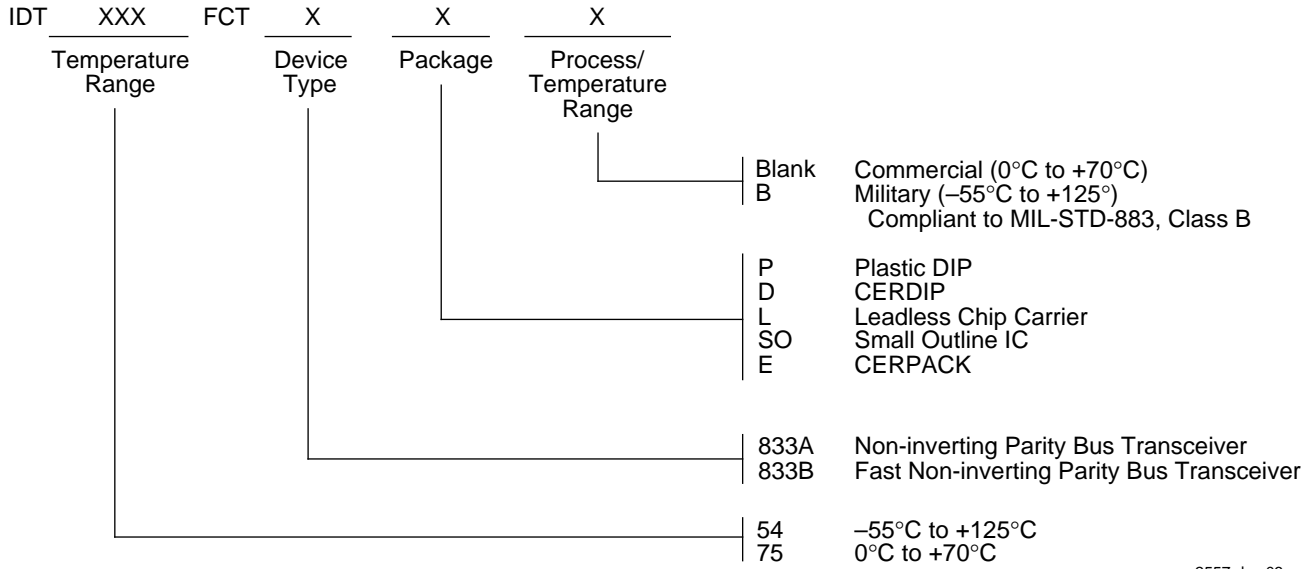 IDT XXX FCT X X X
Temperature Range
Device Type
Package
Process/ Temperature Range
Blank Commercial (0°C to +70°C)
B Military (–55°C to +125°)
Compliant to MIL-STD-883, Class B
P Plastic DIP
D CERDIP
L Leadless Chip Carrier
SO Small Outline IC
E CERPACK
833A Non-inverting Parity Bus Transceiver
833B Fast Non-inverting Parity Bus Transceiver
54 –55°C to +125°C
75 0°C to +70°C